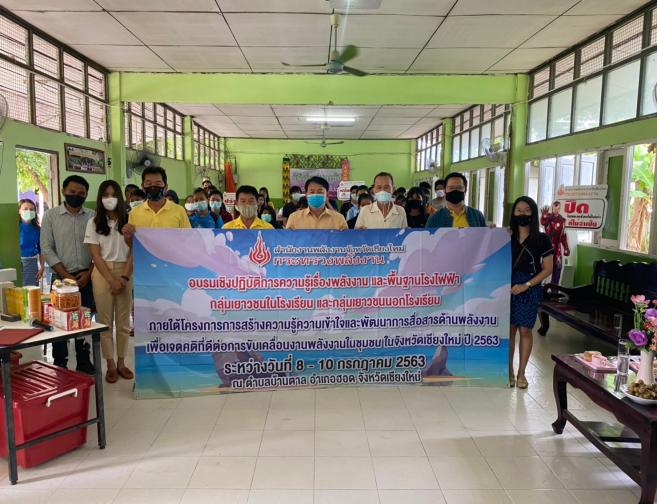 สำนักงานพลังงานจังหวัดเชียงใหม่
กระทรวงพลังงาน
อบรมเชิงปฏิบัติการความรู้เรื่องพลังงาน และพื้นฐานโรงไฟฟ้า
กลุ่มเยาวชนในโรงเรียน และกลุ่มเยาวชนนอกโรงเรียน
ภายใต้โครงการการสร้างความรู้ความเข้าใจและพัฒนาการสื่อสารด้านพลังงาน
เพื่อเจตคติที่ดีต่อการขับเคลื่อนงานพลังงานในชุมชน ในจังหวัดเชียงใหม่ ปี 2563
ระหว่างวันที่ 8 - 10 กรกฎาคม 2563
ณ ตำบลบ้านตาล อำเภอฮอด จังหวัดเชียงใหม่
ปิด